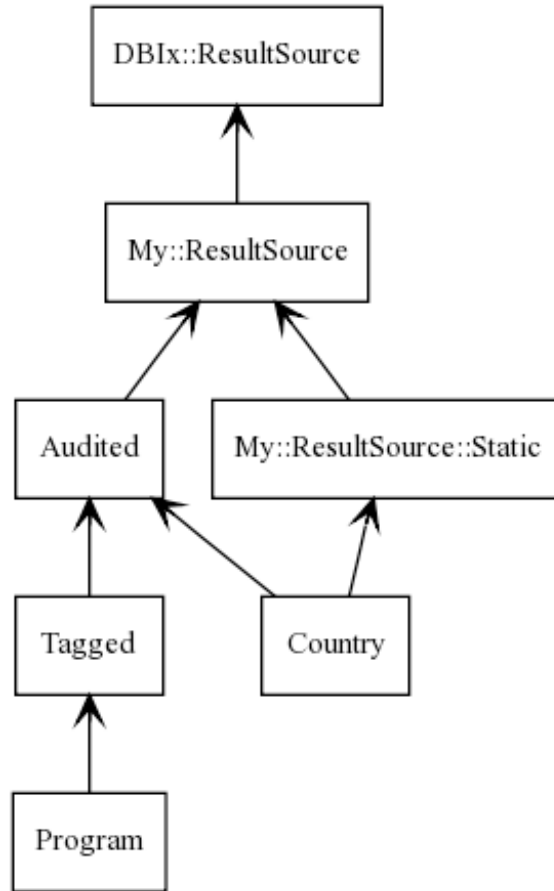 DBIx::ResultSource
My::ResultSource
Audited
My::ResultSource::Static
Tagged
Country
Program